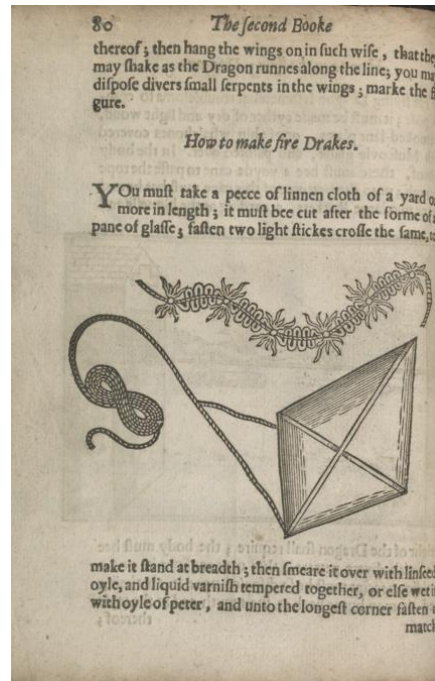 80 The ſecond Booke
thereof; then hang the wings on in ſuch wiſe, that the
may ſhake as the Dragon runnes along the line; you ma
diſpoſe divers ſmall ſerpents in the wings; marke the fi
gure.
How to make fire Drakes.
YOu muſt take a peece of linnen cloth of a yard o
more in length; it muſt bee cut after the forme of
pane of glaſſe; faſten two light ſtickes croſſe the ſame, to
make it ſtand at breadth; then ſmeare it over with linſeed
oyle, and liquid varniſh tempered together, or elſe wet it
with oyle of peter, and unto the longeſt corner faſten
match